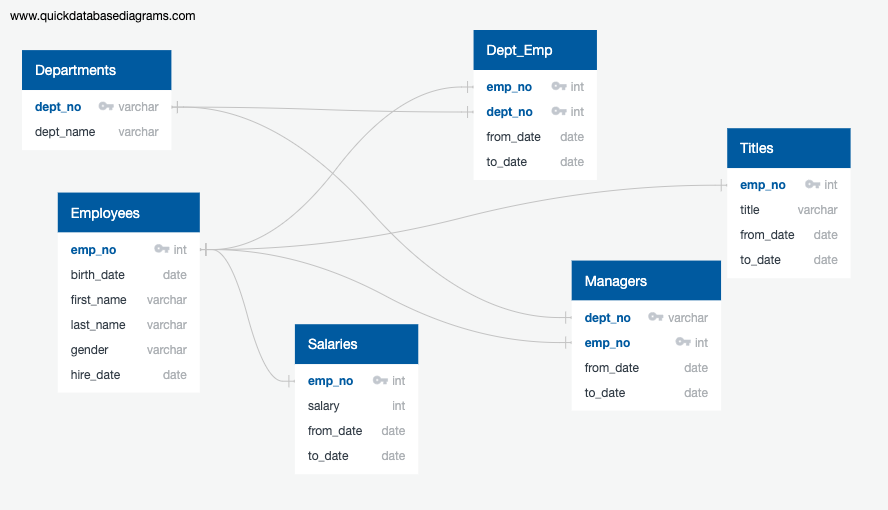 www.quickdatabasediagrams.com
Departments
dept_no varchar
dept_name varchar
Employees
emp_no int
birth_date date
first_name varchar
last_name varchar
gender varchar
hire_date date
Salaries
emp_no int
salary int
from_date date
to_date date
Dept_Emp
emp_no int
dept_no int
from_date date
to_date date
Managers
dept_no varchar
emp_no int
from_date date
to_date date
Titles
emp_no int
title varchar
from_date date
to_date date